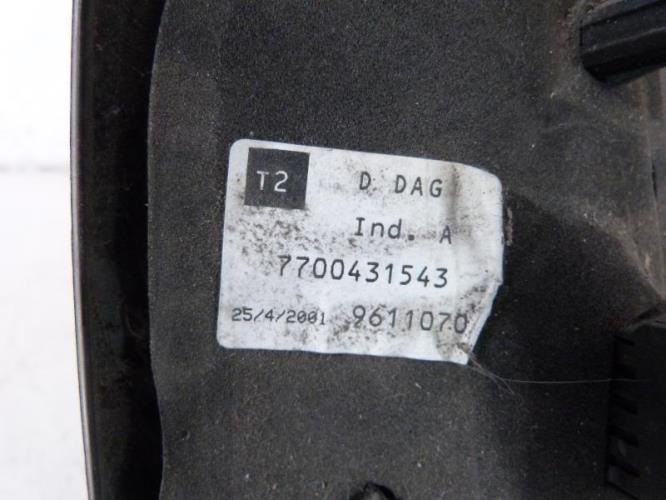 T2 D. DAG
Ind. A
7700431543
25/4/2001 9611070